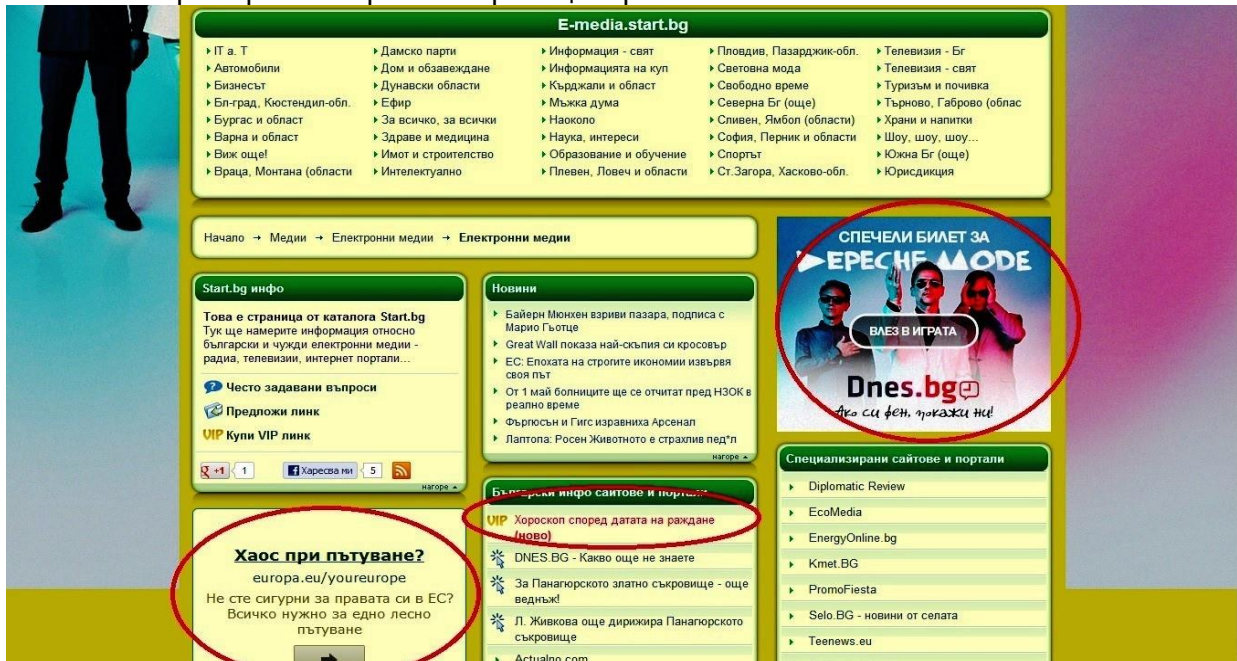 E-media.start.bg
IT a. T
Автомобили
Бизнесът
Бл-град, Кюстендил-обл.
Бургас и област
Варна и област
Виж още!
Враца, Монтана (области
Дамско парти
Дом и обзавеждане
Дунавски области
Ефир
За всичко, за всички
Здраве и медицина
Имот и строителство
Интелектуално
Информация - свят
Информацията на куп
Кърджали и област
Мъжка дума
Наоколо
Наука, интереси
Образование и обучение
Плевен, Ловеч и области
Пловдив, Пазарджик-обл.
Световна мода
Свободно време
Северна Бг (още)
Сливен, Ямбол (области)
София, Перник и области
Спортът
Ст.Загора, Хасково-обл.
Телевизия - Бг
Телевизия - свят
Туризъм и почивка
Търново, Габрово (облас
Храни и напитки
Шоу, шоу, шоу...
Южна Бг (още)
Юрисдикция
Начало → Медии → Електронни медии → Електронни медии
Start.bg инфо
Това е страница от каталога Start.bg
Тук ще намерите информация относно
български и чужди електронни медии -
радиа, телевизии, интернет портали...
Често задавани въпроси
Предложи линк
VIP Купи VIP линк
g +1 1 Харесва ми 5
нагоре
Хаос при пътуване?
europa.eu/youreurope
Не сте сигурни за правата си в ЕС?
Всичко нужно за едно лесно
пътуване
Новини
Байерн Мюнхен взриви пазара, подписа с
Марио Гьотце
Great Wall показа най-скъпия си кросовър
ЕС: Епохата на строгите икономии извървя
своя път
От 1 май болниците ще се отчитат пред НЗОК в
реално време
Фърпосън и Гигс изравниха Арсенал
Лаптопа: Росен Животното е страхлив пед*л
нагоре
Български инфо сайтове и портали
VIP Хороскоп според датата на раждане
(ново)
DNES.BG - Какво още не знаете
За Панагюрското златно съкровище - още
веднъж!
Л. Живкова още дирижира Панагюрското
съкровище
Actualno.com
СПЕЧЕЛИ БИЛЕТ ЗА
DEPECHE MODE
ВЛЕЗ В ИГРАТА
Dnes.bg
Ако си фен, покажи ни!
Специализирани сайтове и портали
Diplomatic Review
EcoMedia
EnergyOnline.bg
Kmet.BG
PromoFiesta
Selo.BG - новини от селата
Teenews.eu